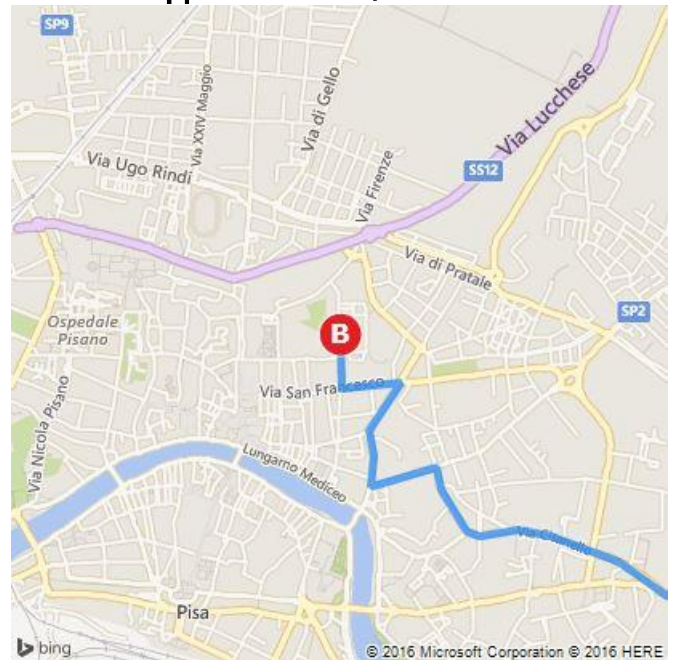 SP9
Via XXIV Maggio
Via di Gello
Via Lucchese
Via Ugo Rindi
Via Firenze
SS12
Via di Pratale
SP2
Ospedale
Pisano
B
Via San Francesco
Via Nicola Pisano
Lungarno Mediceo
Pisa
bing
© 2016 Microsoft Corporation © 2016 HERE